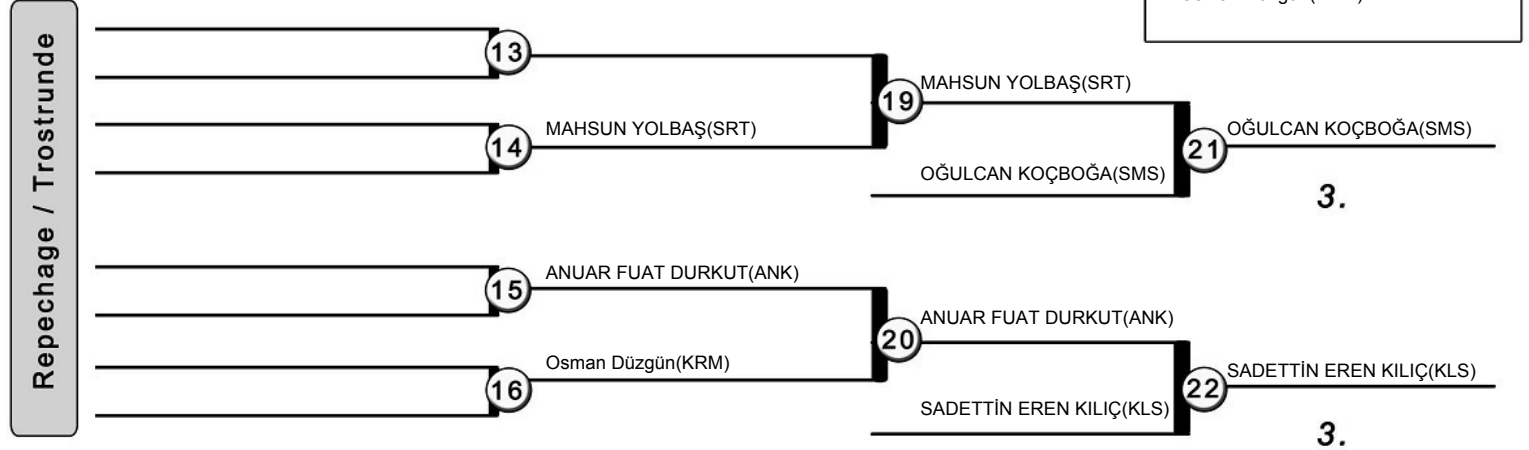 Repechage / Trostrunde
13
14
MAHSUN YOLBAŞ(SRT)
19
MAHSUN YOLBAŞ(SRT)
OĞULCAN KOÇBOĞA(SMS)
21
OĞULCAN KOÇBOĞA(SMS)
3.
15
ANUAR FUAT DURKUT(ANK)
16
Osman Düzgün(KRM)
20
ANUAR FUAT DURKUT(ANK)
SADETTİN EREN KILIÇ(KLS)
22
SADETTİN EREN KILIÇ(KLS)
3.